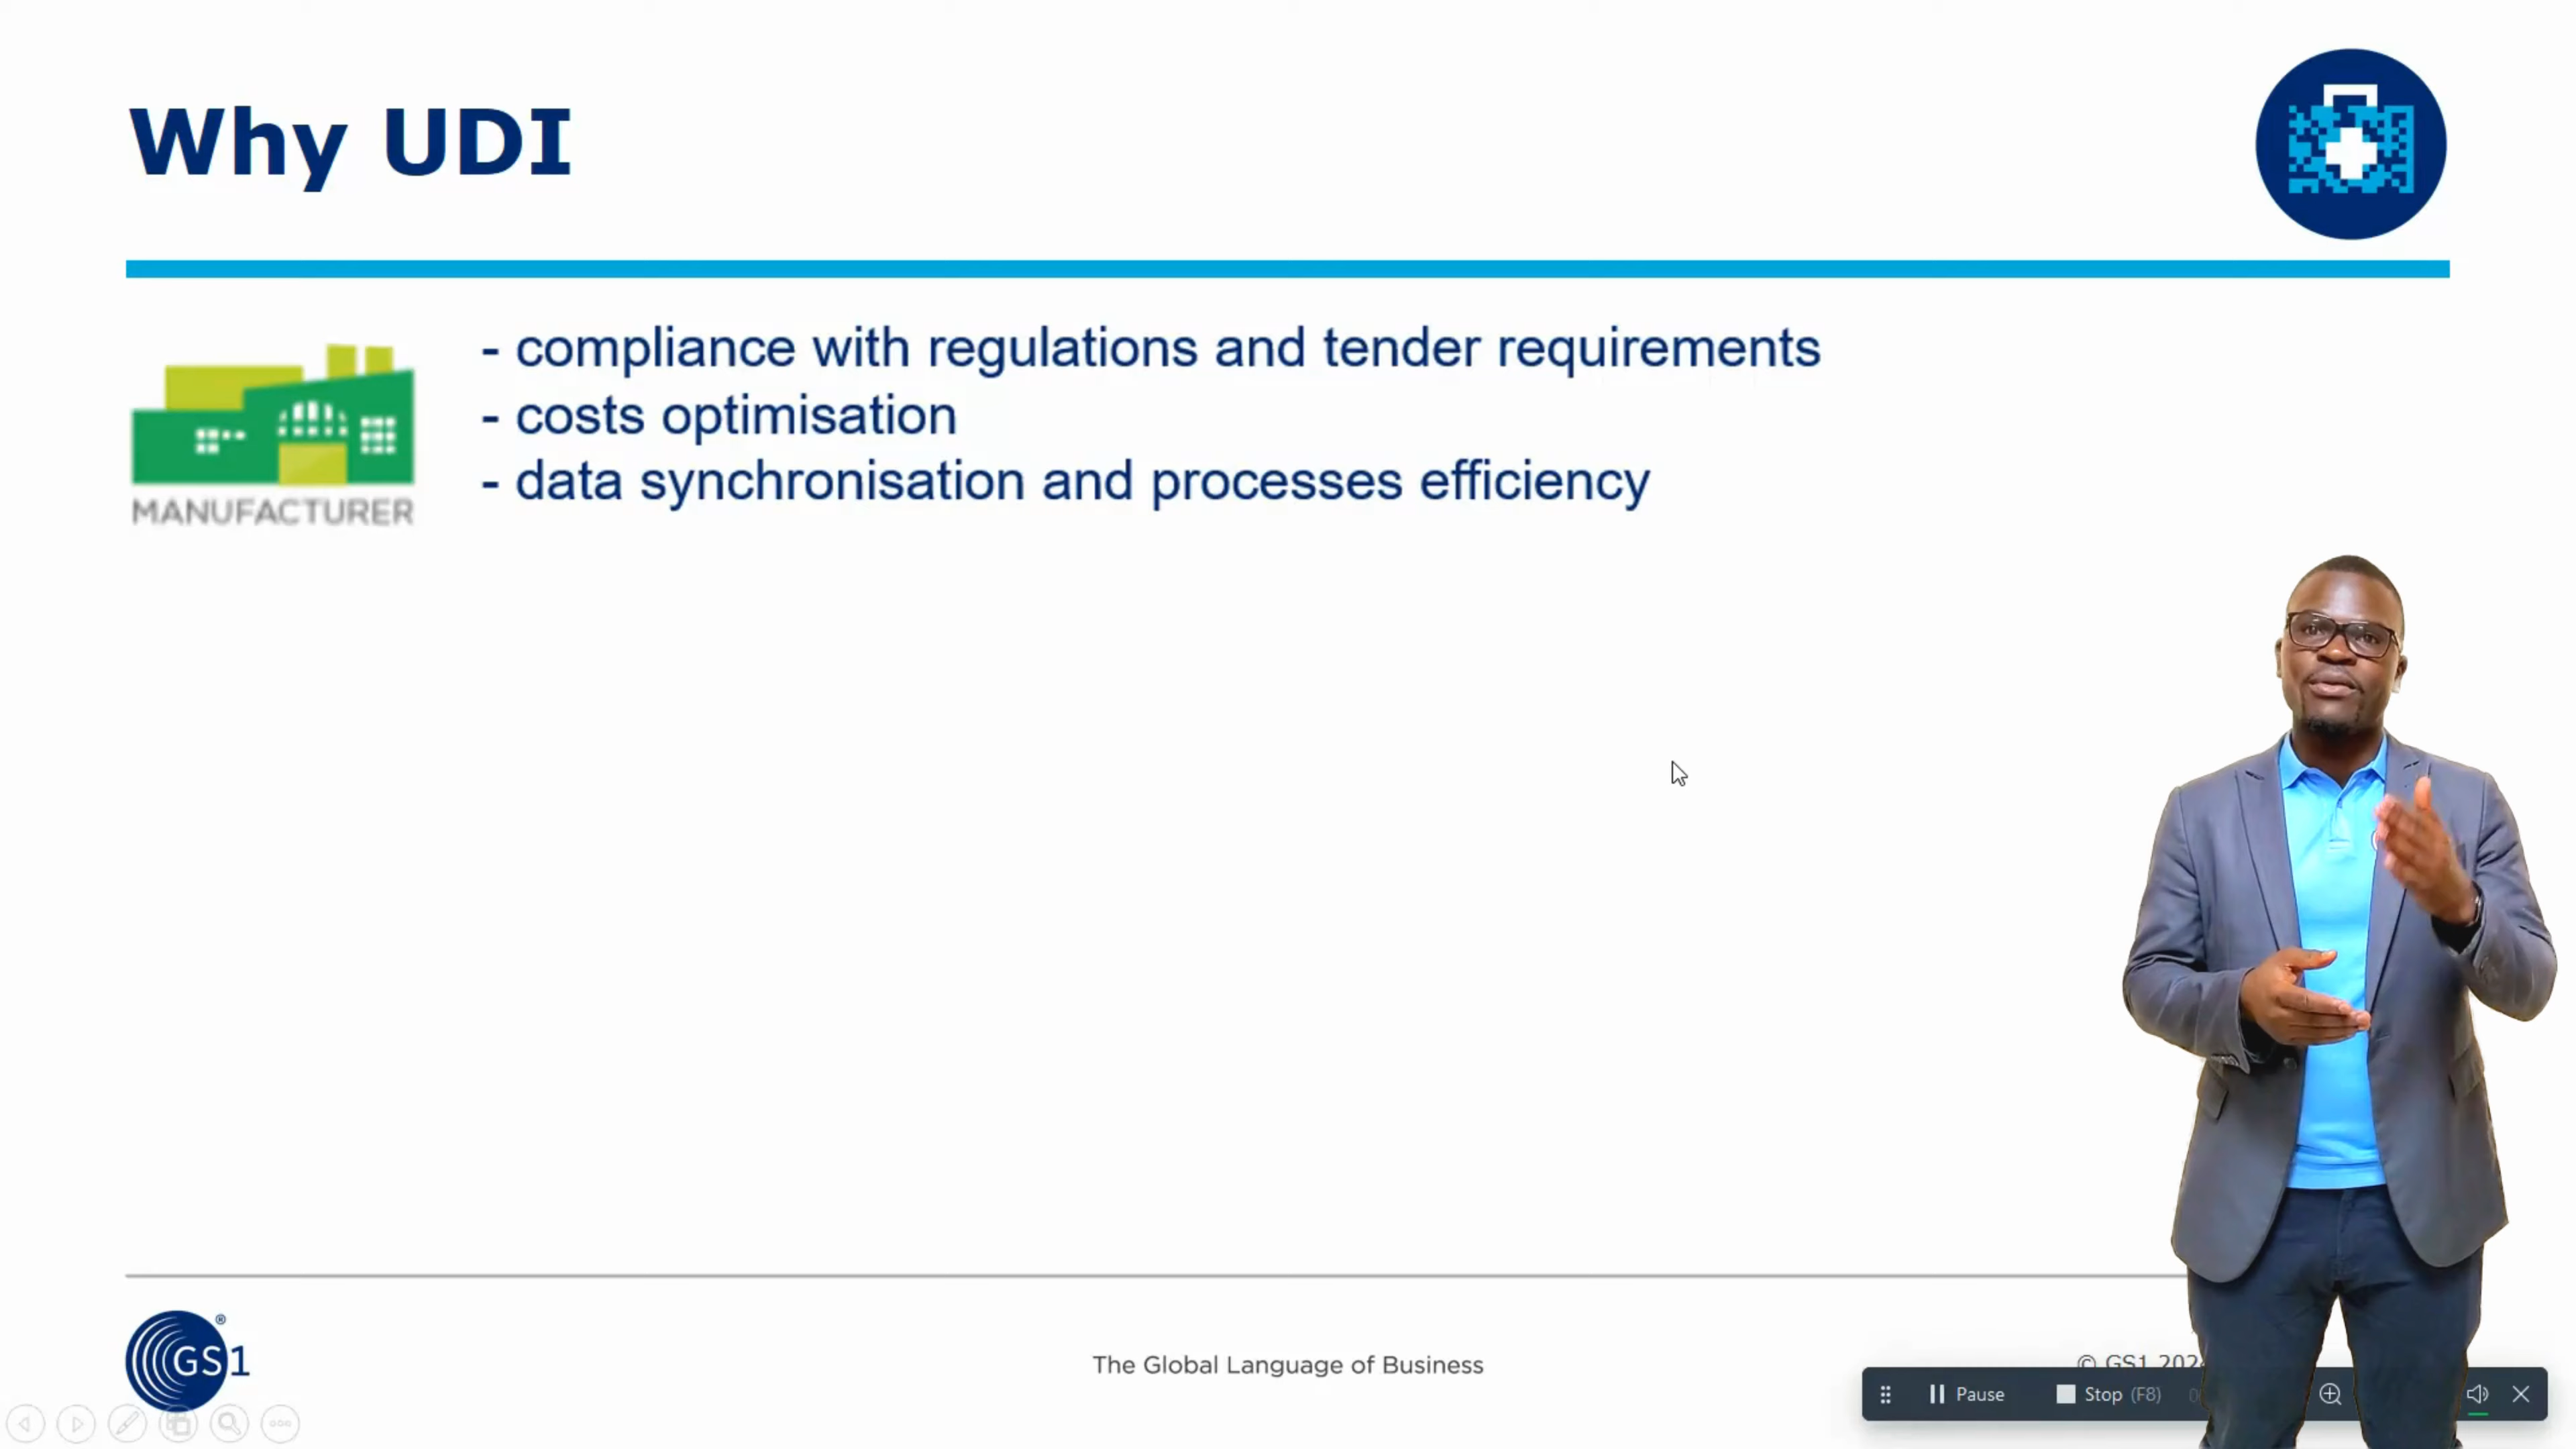 Why UDI
- compliance with regulations and tender requirements
- costs optimisation
- data synchronisation and processes efficiency
MANUFACTURER
GS1
®
The Global Language of Business
© GS1
Pause
Stop (F8)